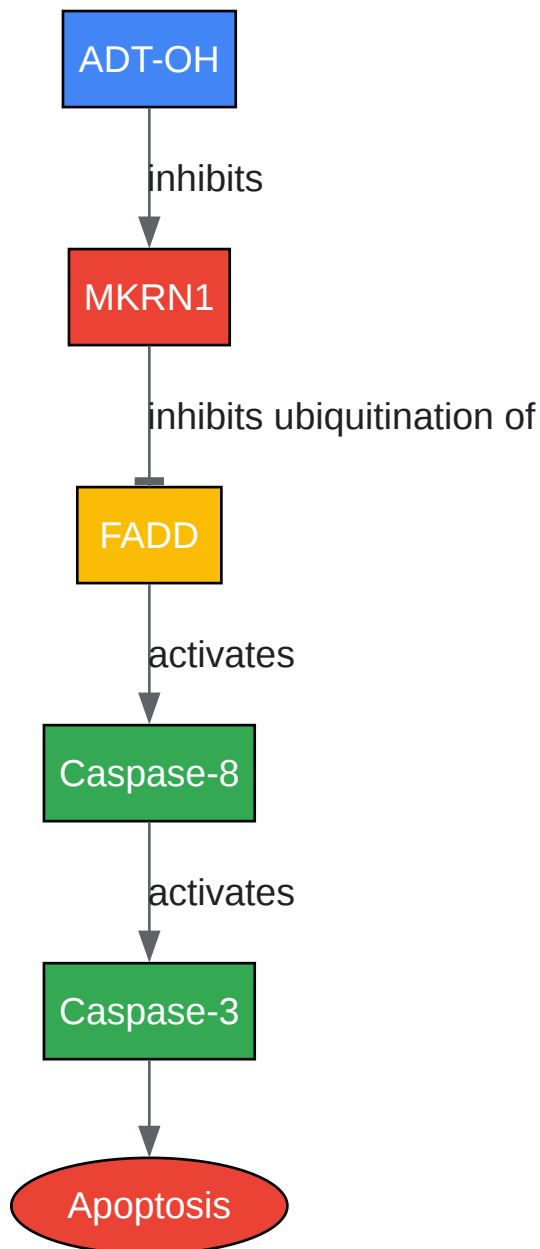 ADT-OH
inhibits
MKRN1
inhibits ubiquitination of
FADD
activates
Caspase-8
activates
Caspase-3
Apoptosis